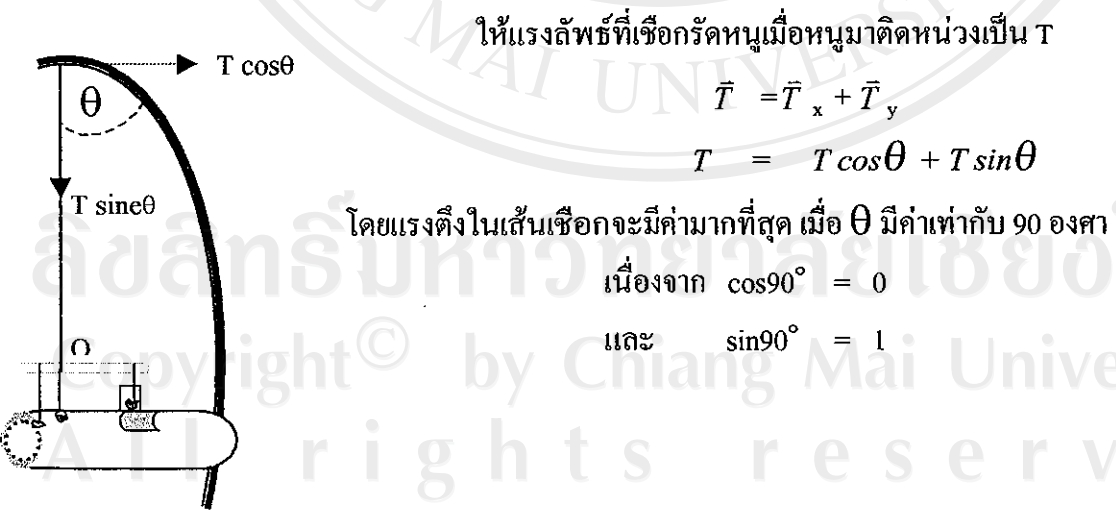 MAI UNIVERS
ให้แรงลัพธ์ที่เชือกรัดหนูเมื่อหนูมาติดหน่วงเป็น T
T cosθ
θ
T⃗ = T⃗ x + T⃗ y
T = T cosθ + T sinθ
T sineθ
โดยแรงตึงในเส้นเชือกจะมีค่ามากที่สุด เมื่อ θ มีค่าเท่ากับ 90 องศา
เนื่องจาก cos90° = 0
และ sin90° = 1
ลิขสิทธิ์มหาวิทยาลัยเชียง
Copyright© by Chiang Mai Unive
All rights reserv